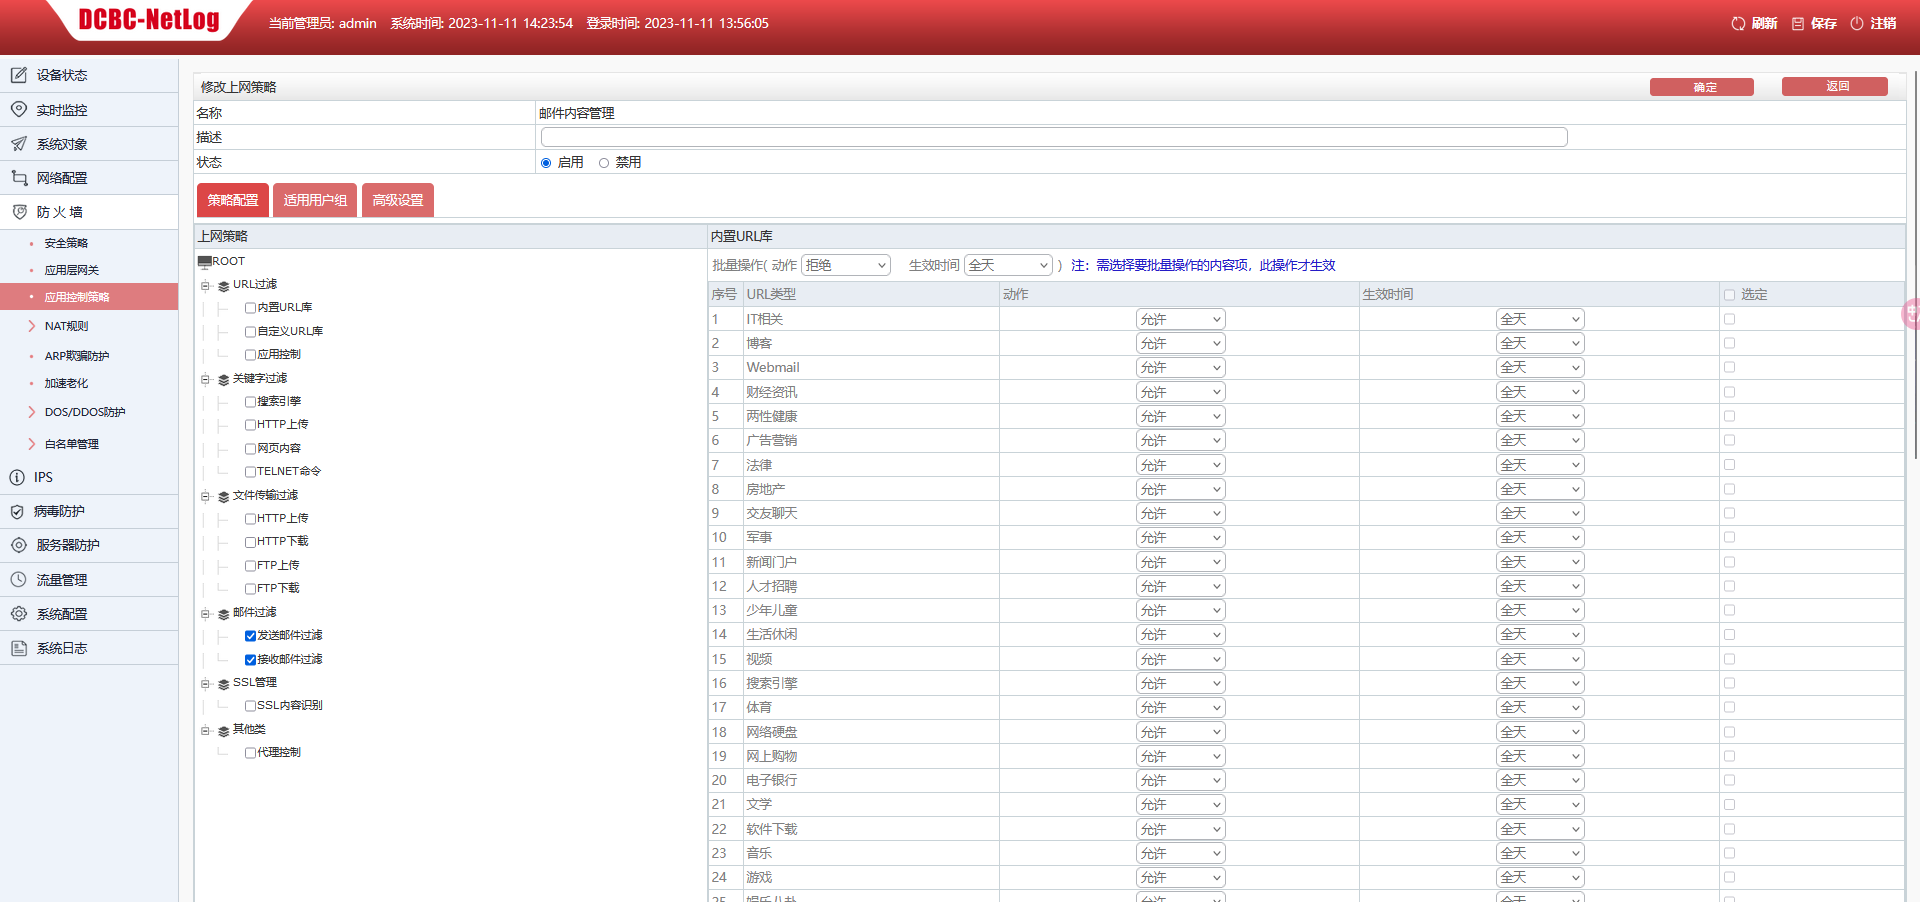 DCBC-NetLog
当前管理员: admin 系统时间: 2023-11-11 14:23:54 登录时间: 2023-11-11 13:56:05
刷新 保存 注销
设备状态
实时监控
系统对象
网络配置
防 火 墙
安全策略
应用层网关
应用控制策略
NAT规则
ARP欺骗防护
加速老化
DOS/DDOS防护
白名单管理
IPS
病毒防护
服务器防护
流量管理
系统配置
系统日志
修改上网策略 确定 返回
名称 邮件内容管理
描述
状态 启用 禁用
策略配置 适用用户组 高级设置
上网策略
ROOT
URL过滤
内置URL库
自定义URL库
应用控制
关键字过滤
搜索引擎
HTTP上传
网页内容
TELNET命令
文件传输过滤
HTTP上传
HTTP下载
FTP上传
FTP下载
邮件过滤
发送邮件过滤
接收邮件过滤
SSL管理
SSL内容识别
其他类
代理控制
内置URL库
批量操作( 动作 拒绝 生效时间 全天 ) 注: 需选择要批量操作的内容项, 此操作才生效
序号 URL类型 动作 生效时间 选定
1 IT相关 允许 全天
2 博客 允许 全天
3 Webmail 允许 全天
4 财经资讯 允许 全天
5 两性健康 允许 全天
6 广告营销 允许 全天
7 法律 允许 全天
8 房地产 允许 全天
9 交友聊天 允许 全天
10 军事 允许 全天
11 新闻门户 允许 全天
12 人才招聘 允许 全天
13 少年儿童 允许 全天
14 生活休闲 允许 全天
15 视频 允许 全天
16 搜索引擎 允许 全天
17 体育 允许 全天
18 网络硬盘 允许 全天
19 网上购物 允许 全天
20 电子银行 允许 全天
21 文学 允许 全天
22 软件下载 允许 全天
23 音乐 允许 全天
24 游戏 允许 全天
25 娱乐八卦 允许 全天